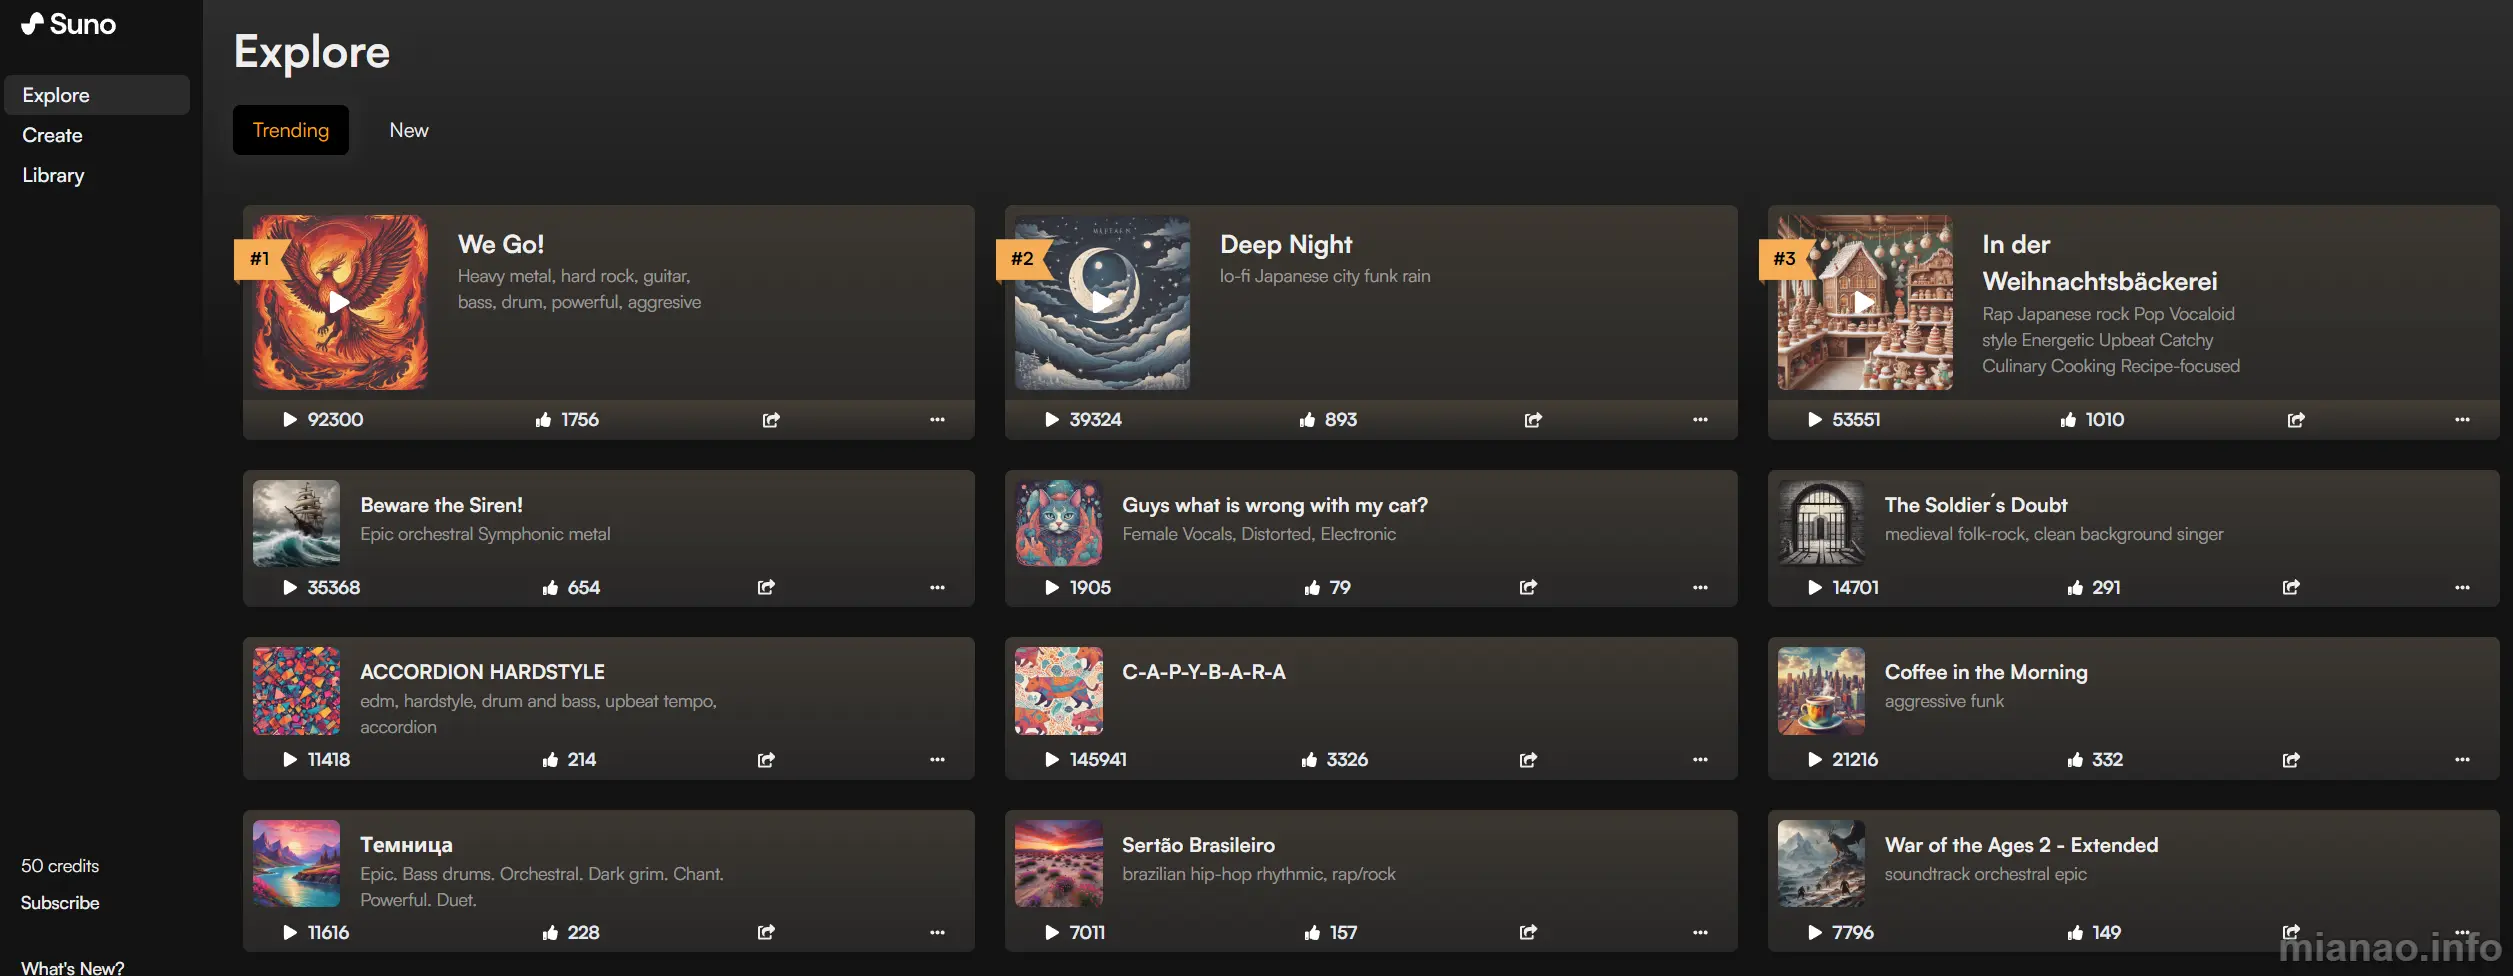 Suno
Explore
Create
Library
50 credits
Subscribe
What's New?
Explore
Trending
New
#1
We Go!
Heavy metal, hard rock, guitar,
bass, drum, powerful, aggresive
92300
1756
#2
Deep Night
lo-fi Japanese city funk rain
39324
893
#3
In der
Weihnachtsbäckerei
Rap Japanese rock Pop Vocaloid
style Energetic Upbeat Catchy
Culinary Cooking Recipe-focused
53551
1010
Beware the Siren!
Epic orchestral Symphonic metal
35368
654
Guys what is wrong with my cat?
Female Vocals, Distorted, Electronic
1905
79
The Soldier´s Doubt
medieval folk-rock, clean background singer
14701
291
ACCORDION HARDSTYLE
edm, hardstyle, drum and bass, upbeat tempo,
accordion
11418
214
C-A-P-Y-B-A-R-A
145941
3326
Coffee in the Morning
aggressive funk
21216
332
Темница
Epic. Bass drums. Orchestral. Dark grim. Chant.
Powerful. Duet.
11616
228
Sertão Brasileiro
brazilian hip-hop rhythmic, rap/rock
7011
157
War of the Ages 2 - Extended
soundtrack orchestral epic
7796
149
mianao.info